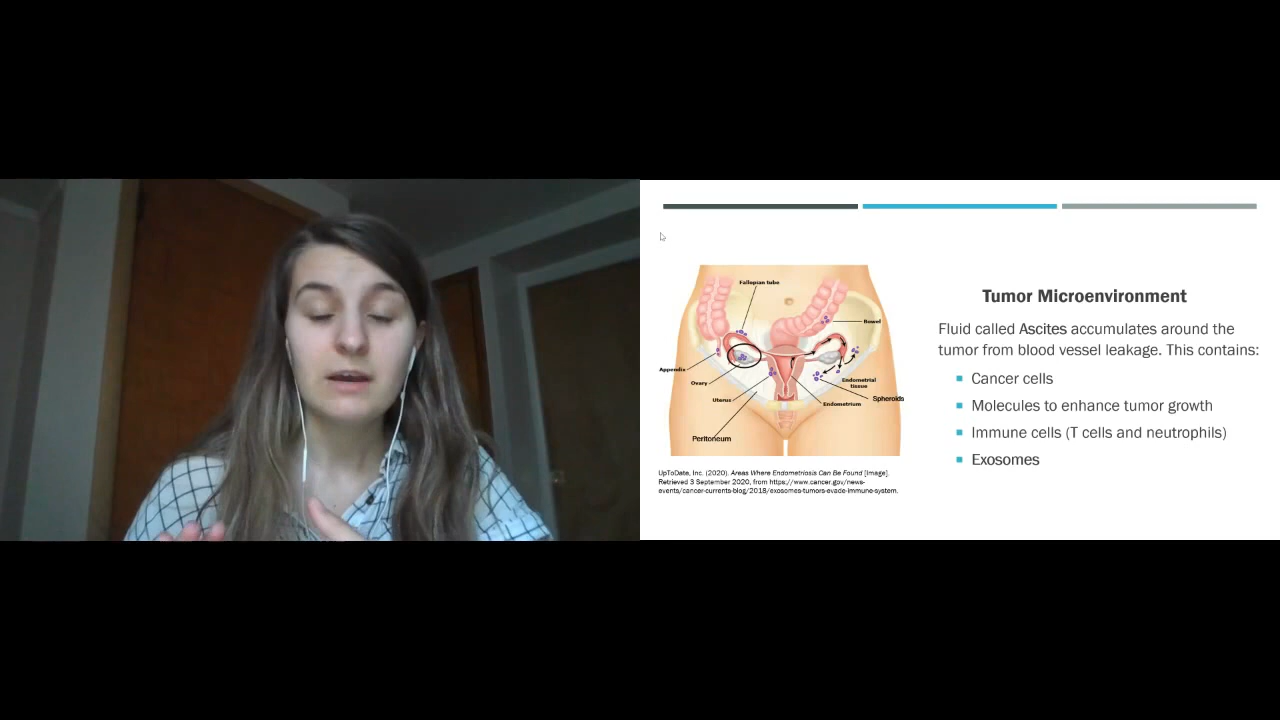 Fallopian tube
Bowel
Appendix
Ovary
Endometrial
tissue
Uterus
Spheroids
Endometrium
Peritoneum
UpToDate, Inc. (2020). Areas Where Endometriosis Can Be Found [Image].
Retrieved 3 September 2020, from https://www.cancer.gov/news-
events/cancer-currents-blog/2018/exosomes-tumors-evade-immune-system.
Tumor Microenvironment
Fluid called Ascites accumulates around the
tumor from blood vessel leakage. This contains:
Cancer cells
Molecules to enhance tumor growth
Immune cells (T cells and neutrophils)
Exosomes